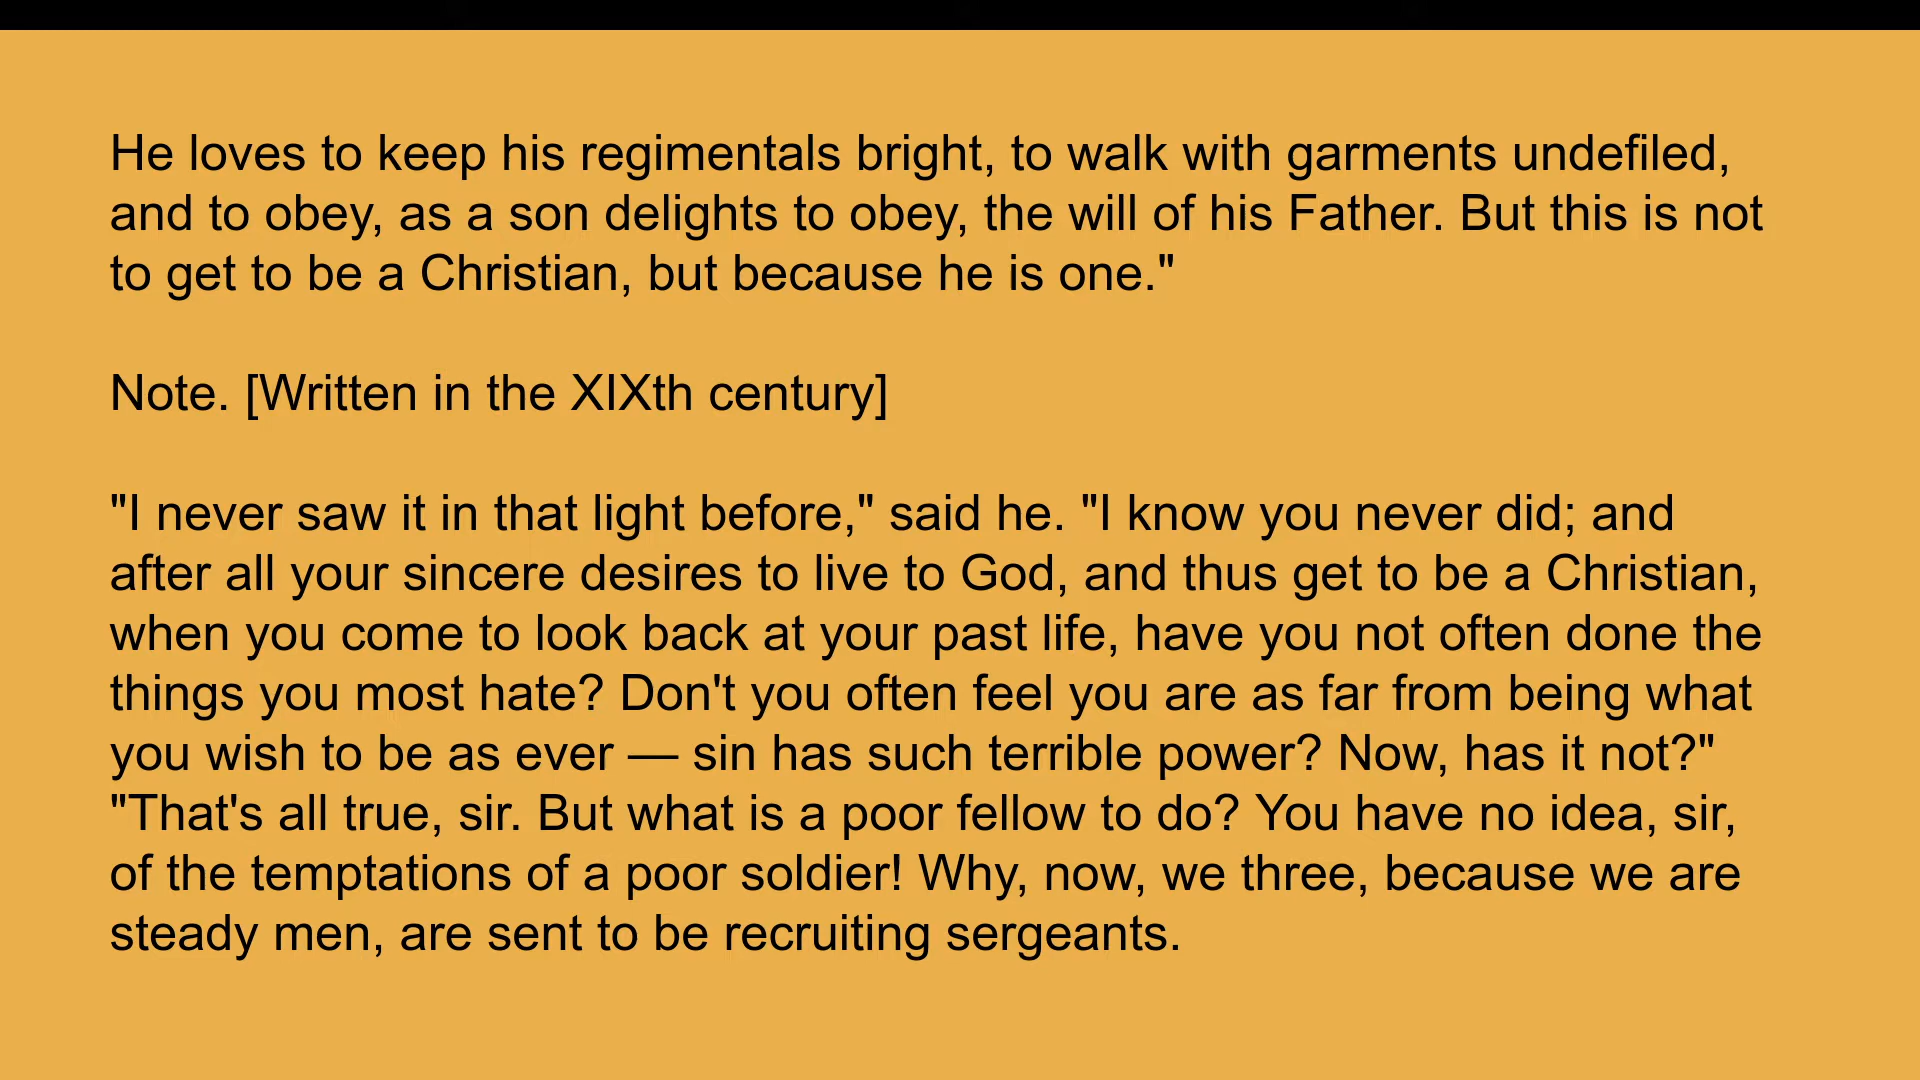 He loves to keep his regimentals bright, to walk with garments undefiled,
and to obey, as a son delights to obey, the will of his Father. But this is not
to get to be a Christian, but because he is one."
Note. [Written in the XIXth century]
"I never saw it in that light before," said he. "I know you never did; and
after all your sincere desires to live to God, and thus get to be a Christian,
when you come to look back at your past life, have you not often done the
things you most hate? Don't you often feel you are as far from being what
you wish to be as ever — sin has such terrible power? Now, has it not?"
"That's all true, sir. But what is a poor fellow to do? You have no idea, sir,
of the temptations of a poor soldier! Why, now, we three, because we are
steady men, are sent to be recruiting sergeants.